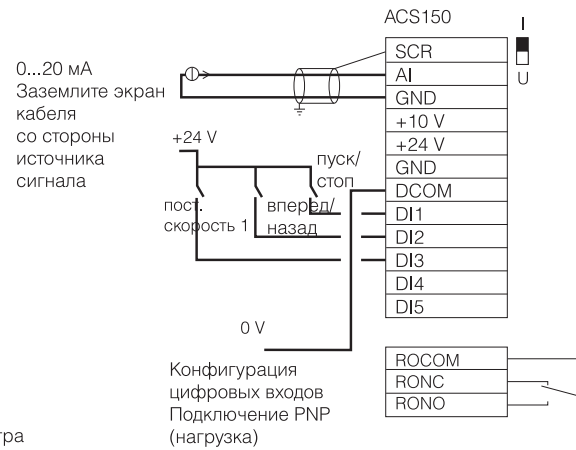 ACS150
I
U
SCR
AI
GND
+10 V
+24 V
GND
DCOM
DI1
DI2
DI3
DI4
DI5
ROCOM
RONC
RONO
0...20 мА
Заземлите экран
кабеля
со стороны
источника
сигнала
+24 V
пуск/
стоп
пост.
скорость 1
вперед/
назад
0 V
Конфигурация
цифровых входов
Подключение PNP
(нагрузка)
тра